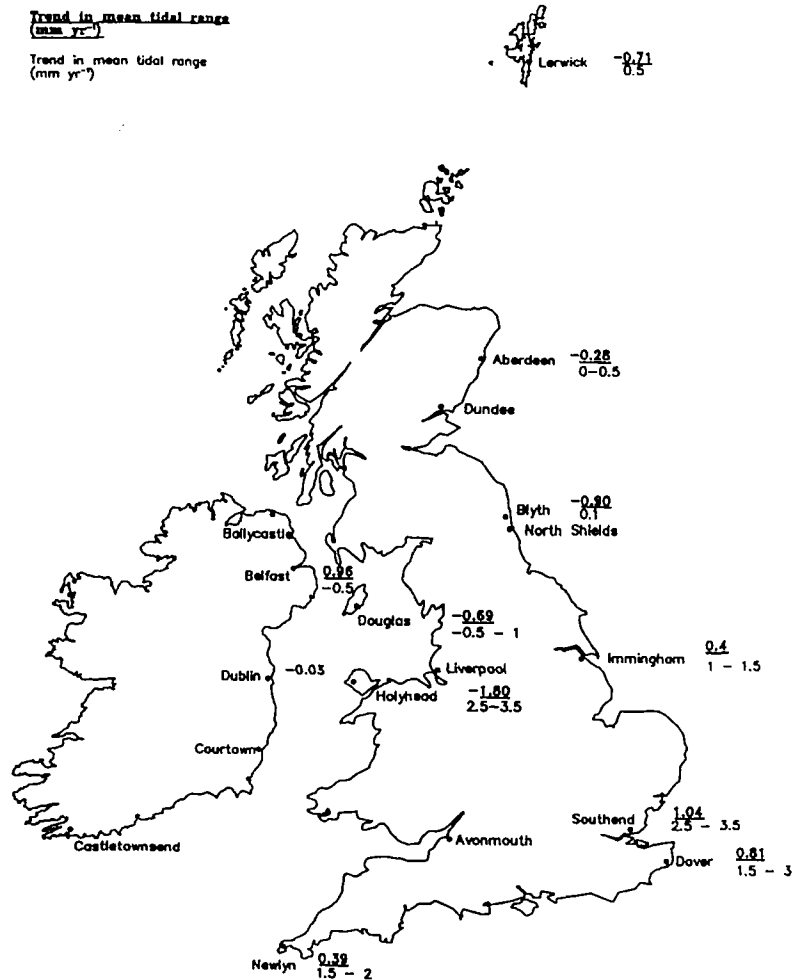 Trend in mean tidal range
(mm yr⁻¹)
Trend in mean tidal range
(mm yr⁻¹)
Lerwick
-0.71
0.5
Aberdeen
-0.28
0-0.5
Dundee
Blyth
-0.90
0.1
North Shields
Ballycastle
Belfast
0.96
-0.5
Douglas
-0.69
-0.5 - 1
Immingham
0.4
1 - 1.5
Dublin
-0.03
Liverpool
Holyhead
-1.80
2.5-3.5
Courtown
Southend
1.04
2.5 - 3.5
Castletownsend
Avonmouth
Dover
0.81
1.5 - 3
Newlyn
0.39
1.5 - 2